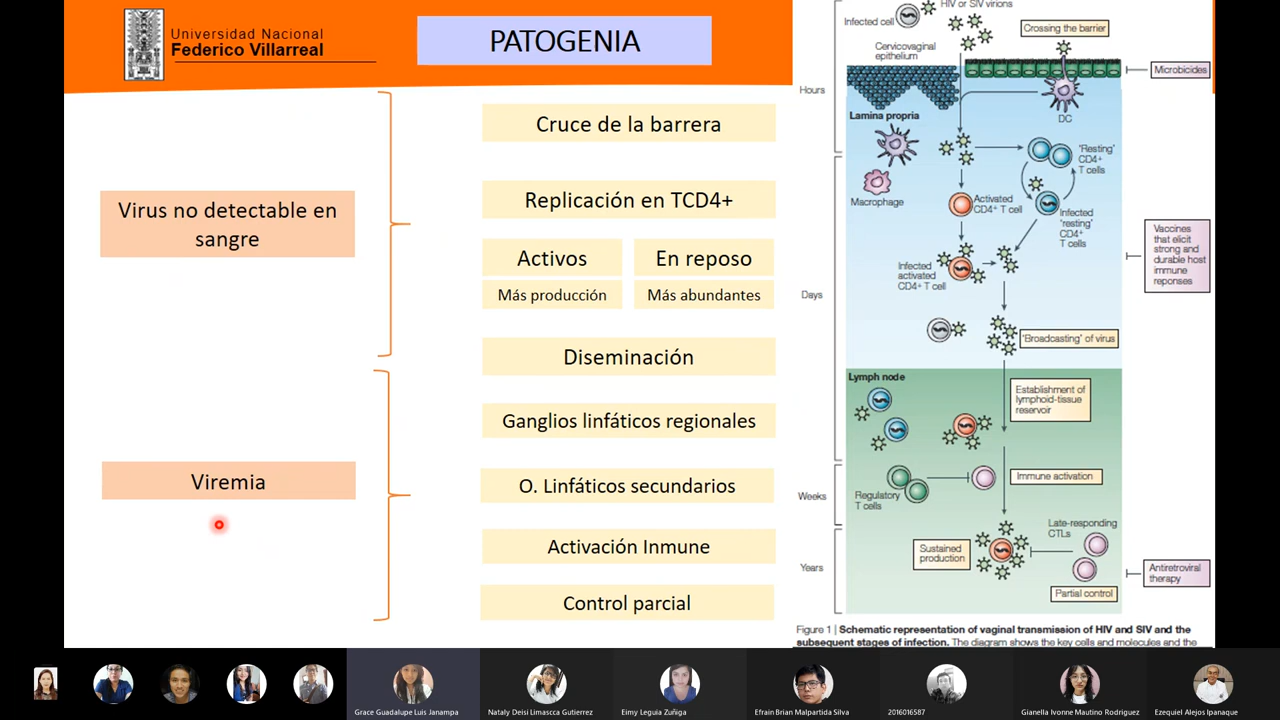 Universidad Nacional
Federico Villarreal
PATOGENIA
Virus no detectable en
sangre
Viremia
Cruce de la barrera
Replicación en TCD4+
Activos
En reposo
Más producción
Más abundantes
Diseminación
Ganglios linfáticos regionales
O. Linfáticos secundarios
Activación Inmune
Control parcial
HIV or SIV virions
Infected cell
Crossing the barrier
Cervicovaginal
epithelium
Microbicides
Hours
Lamina propria
DC
'Resting'
CD4+
T cells
Macrophage
Activated
CD4+ T cell
Infected
'resting'
CD4+
T cells
Vaccines
that elicit
strong and
durable host
immune
reponses
Infected
activated
CD4+ T cell
Days
'Broadcasting' of virus
Lymph node
Establishment of
lymphoid-tissue
reservoir
Immune activation
Regulatory
T cells
Weeks
Late-responding
CTLs
Sustained
production
Years
Antiretroviral
therapy
Partial control
Figure 1 | Schematic representation of vaginal transmission of HIV and SIV and the
subsequent stages of infection. The diagram shows the key cells and molecules and the
Grace Guadalupe Luis Janampa
Nataly Deisi Limascca Gutierrez
Eimy Leguia Zuñiga
Efrain Brian Malpartida Silva
2016016587
Gianella Ivonne Mautino Rodriguez
Ezequiel Alejos Ipanaque